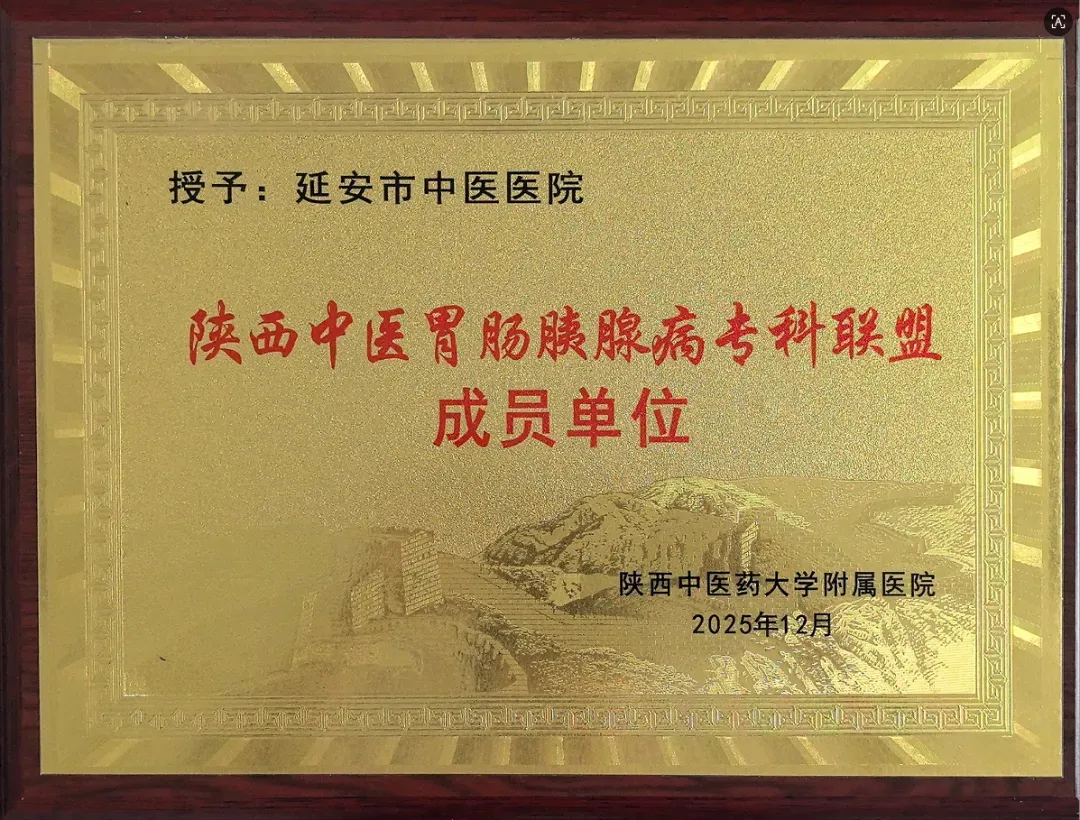 授予：延安市中医医院
陕西中医胃肠胰腺病专科联盟
成员单位
陕西中医药大学附属医院
2025年12月